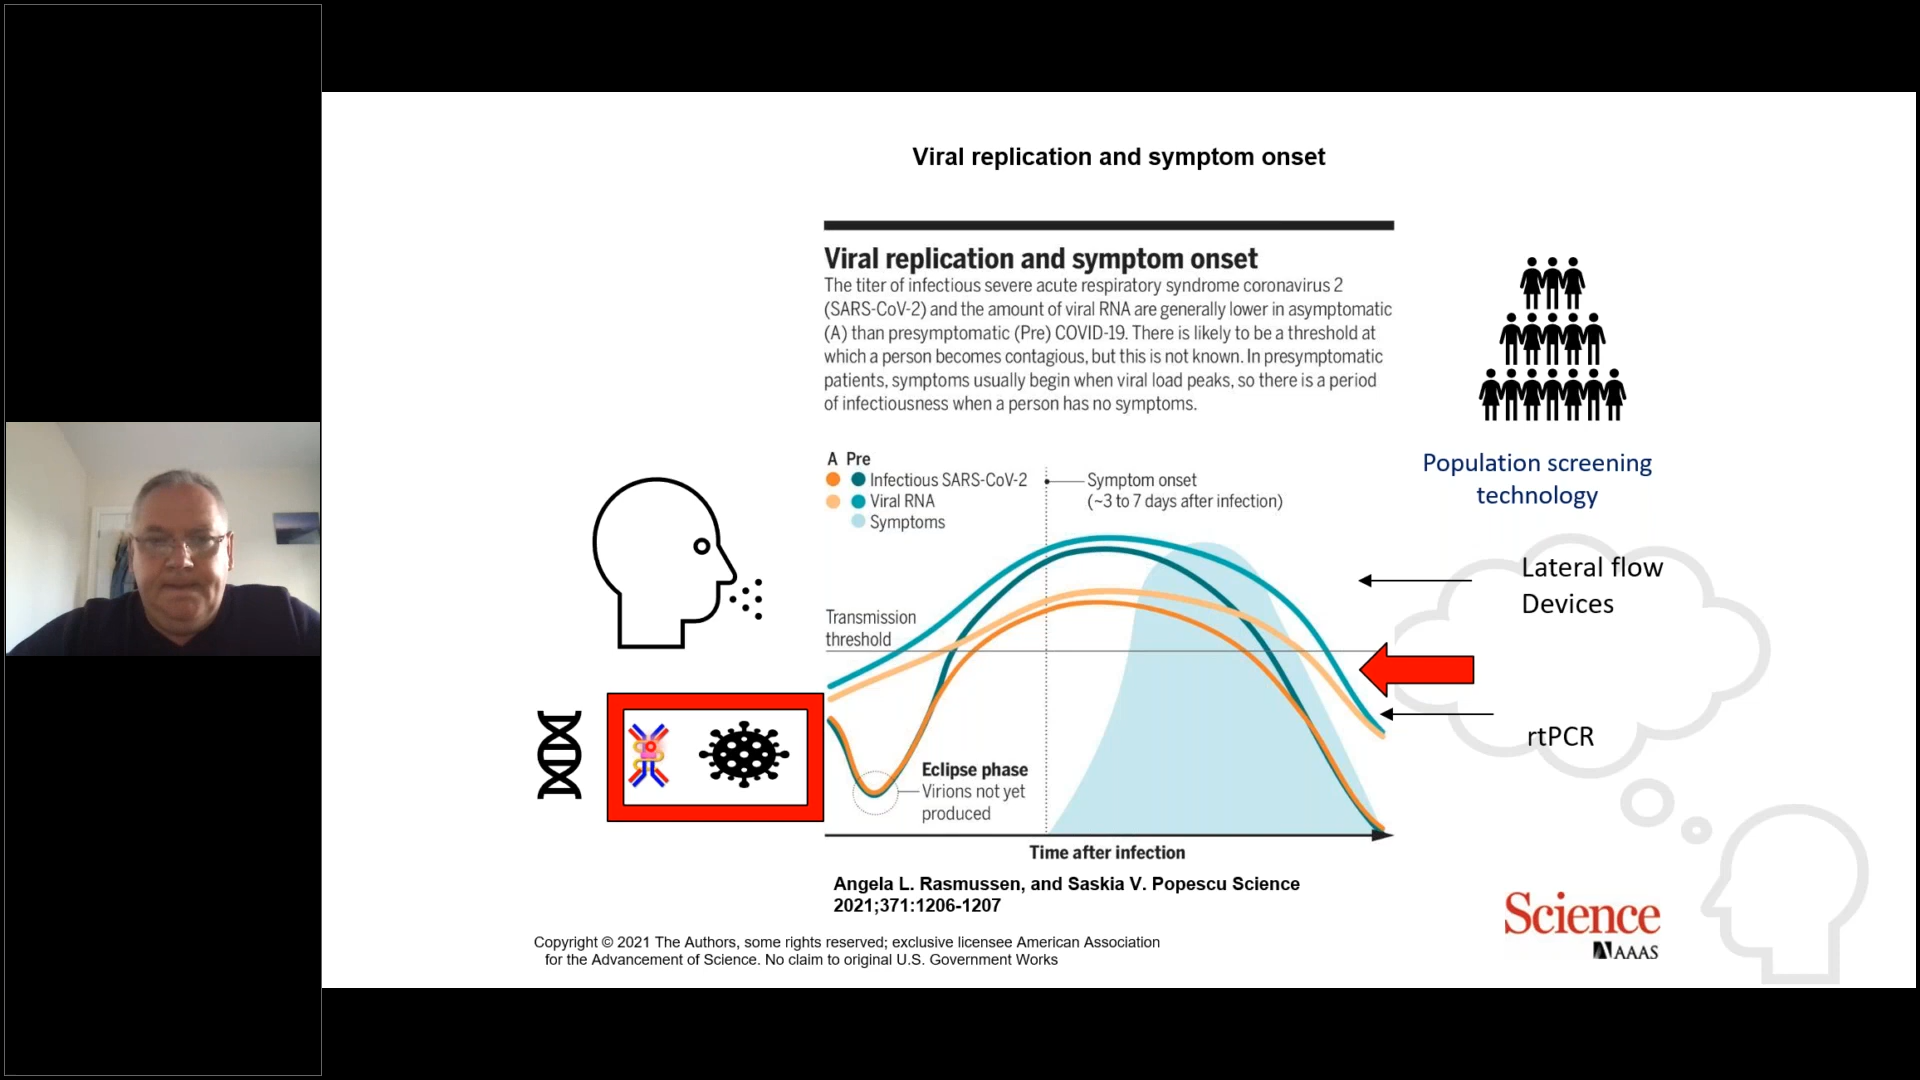 Viral replication and symptom onset
Viral replication and symptom onset
The titer of infectious severe acute respiratory syndrome coronavirus 2
(SARS-CoV-2) and the amount of viral RNA are generally lower in asymptomatic
(A) than presymptomatic (Pre) COVID-19. There is likely to be a threshold at
which a person becomes contagious, but this is not known. In presymptomatic
patients, symptoms usually begin when viral load peaks, so there is a period
of infectiousness when a person has no symptoms.
A Pre
Infectious SARS-CoV-2
Viral RNA
Symptoms
Symptom onset
(~3 to 7 days after infection)
Transmission
threshold
Eclipse phase
Virions not yet
produced
Time after infection
Population screening
technology
Lateral flow
Devices
rtPCR
Angela L. Rasmussen, and Saskia V. Popescu Science
2021;371:1206-1207
Copyright © 2021 The Authors, some rights reserved; exclusive licensee American Association
for the Advancement of Science. No claim to original U.S. Government Works
Science
AAAS